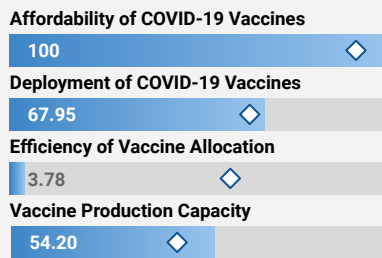 Affordability of COVID-19 Vaccines
100
Deployment of COVID-19 Vaccines
67.95
Efficiency of Vaccine Allocation
3.78
Vaccine Production Capacity
54.20